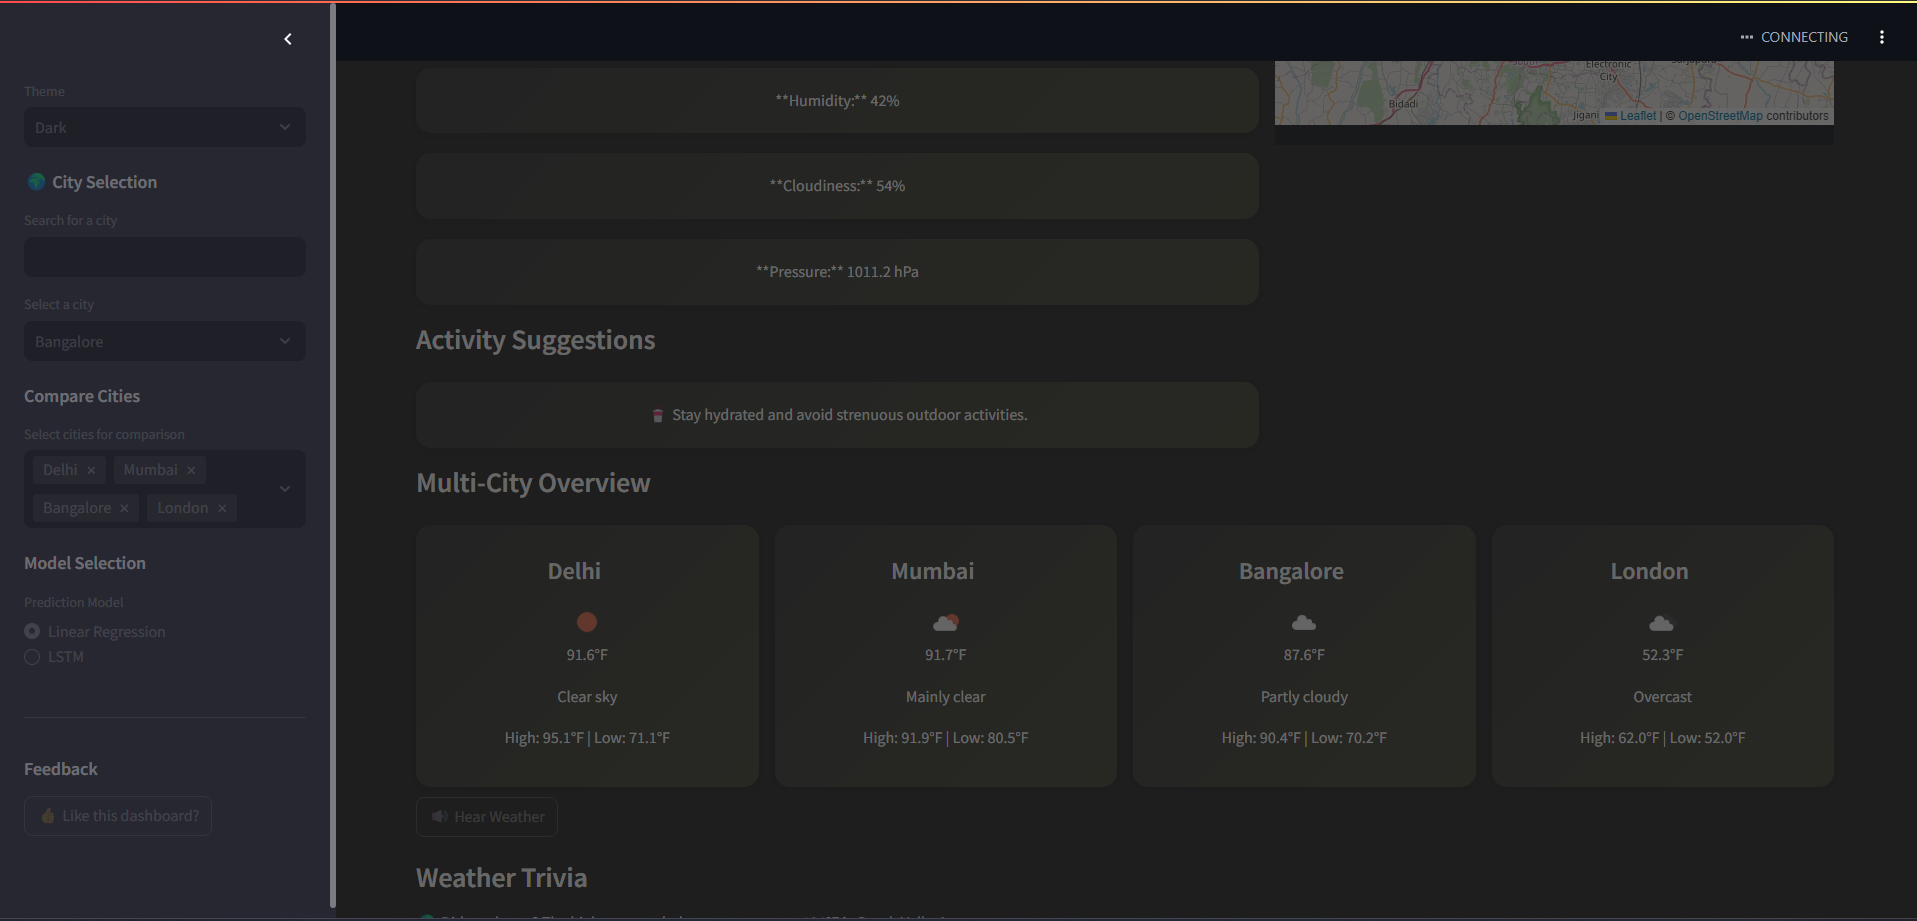 CONNECTING
Theme
Dark
🌍 City Selection
Search for a city
Select a city
Bangalore
Compare Cities
Select cities for comparison
Delhi × Mumbai ×
Bangalore × London ×
Model Selection
Prediction Model
Linear Regression
LSTM
Feedback
👍 Like this dashboard?
**Humidity:** 42%
**Cloudiness:** 54%
**Pressure:** 1011.2 hPa
Electronic
City
Bidadi
Jigani
Leaflet | © OpenStreetMap contributors
Activity Suggestions
Stay hydrated and avoid strenuous outdoor activities.
Multi-City Overview
Delhi
91.6°F
Clear sky
High: 95.1°F | Low: 71.1°F
Mumbai
91.7°F
Mainly clear
High: 91.9°F | Low: 80.5°F
Bangalore
87.6°F
Partly cloudy
High: 90.4°F | Low: 70.2°F
London
52.3°F
Overcast
High: 62.0°F | Low: 52.0°F
Hear Weather
Weather Trivia